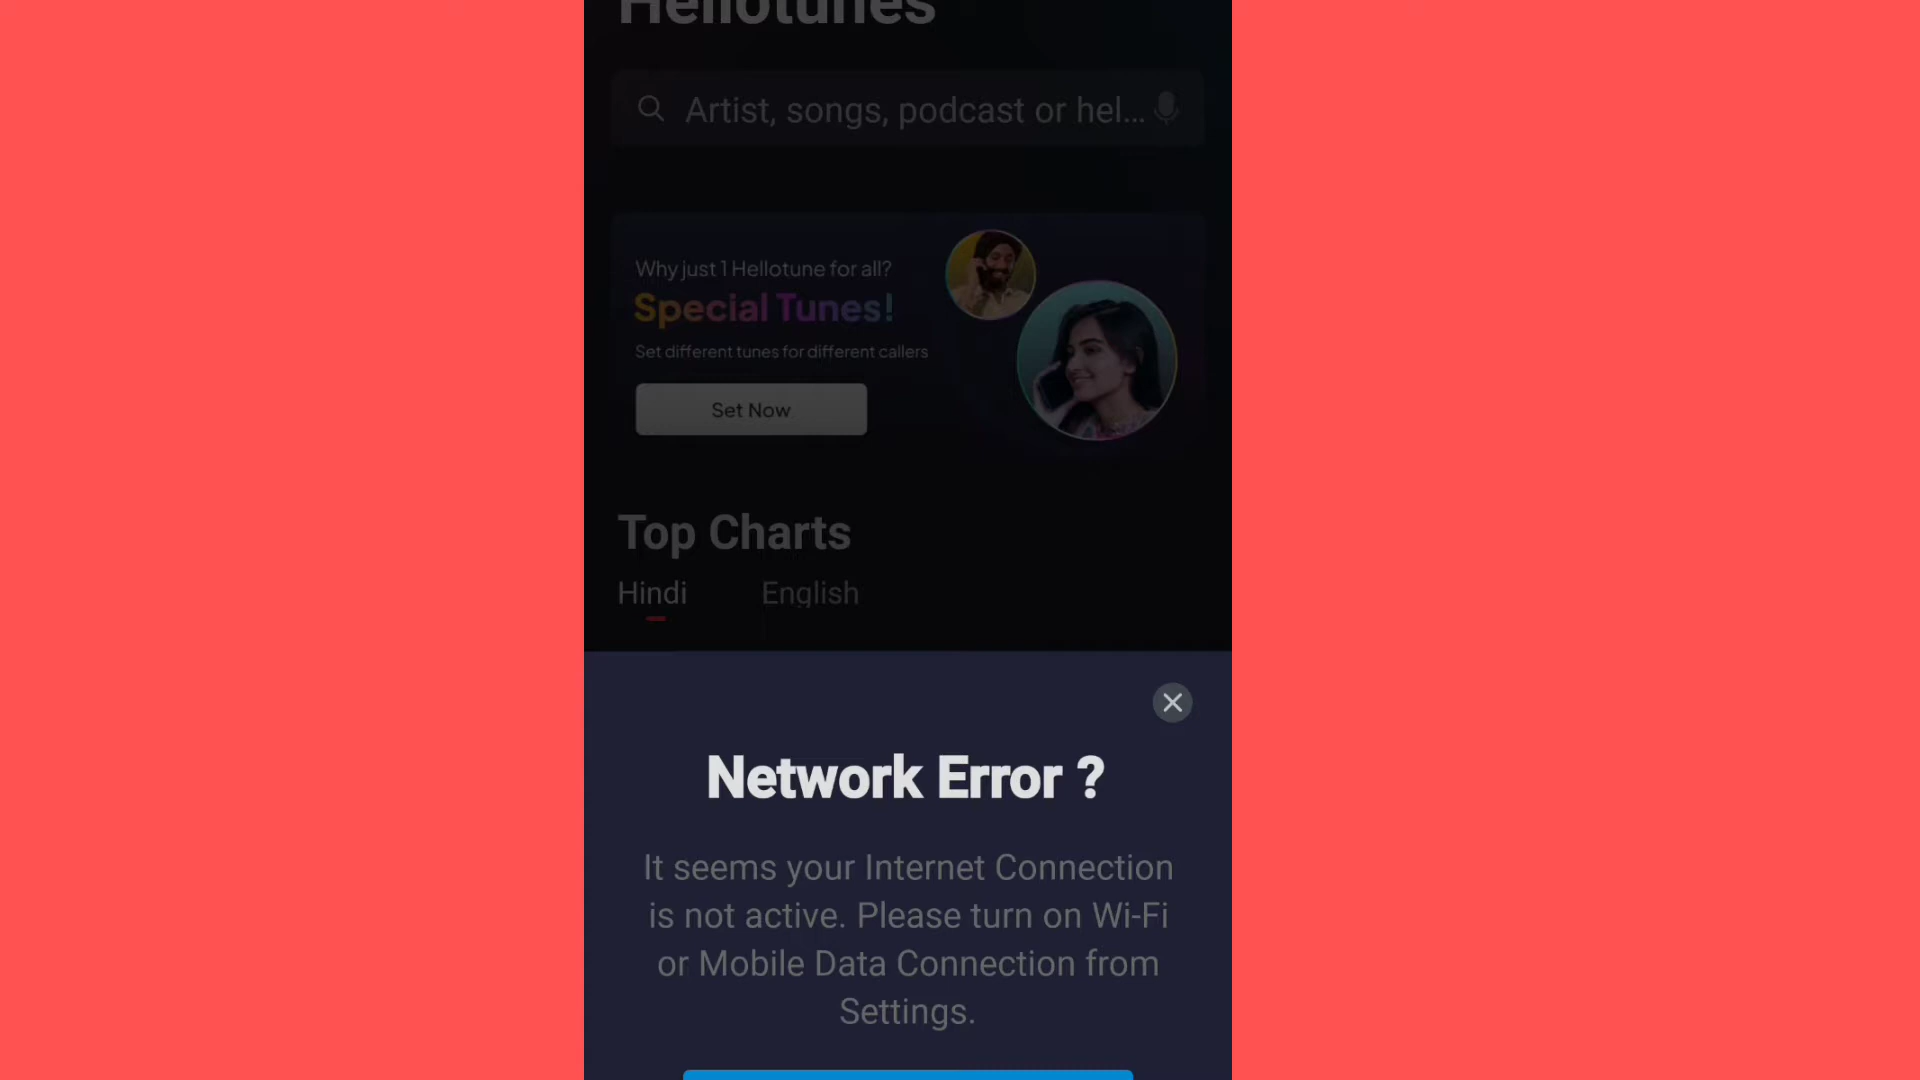 Hellotunes
Artist, songs, podcast or hel...
Why just 1 Hellotune for all?
Special Tunes!
Set different tunes for different callers
Set Now
Top Charts
Hindi English
Network Error ?
It seems your Internet Connection
is not active. Please turn on Wi-Fi
or Mobile Data Connection from
Settings.